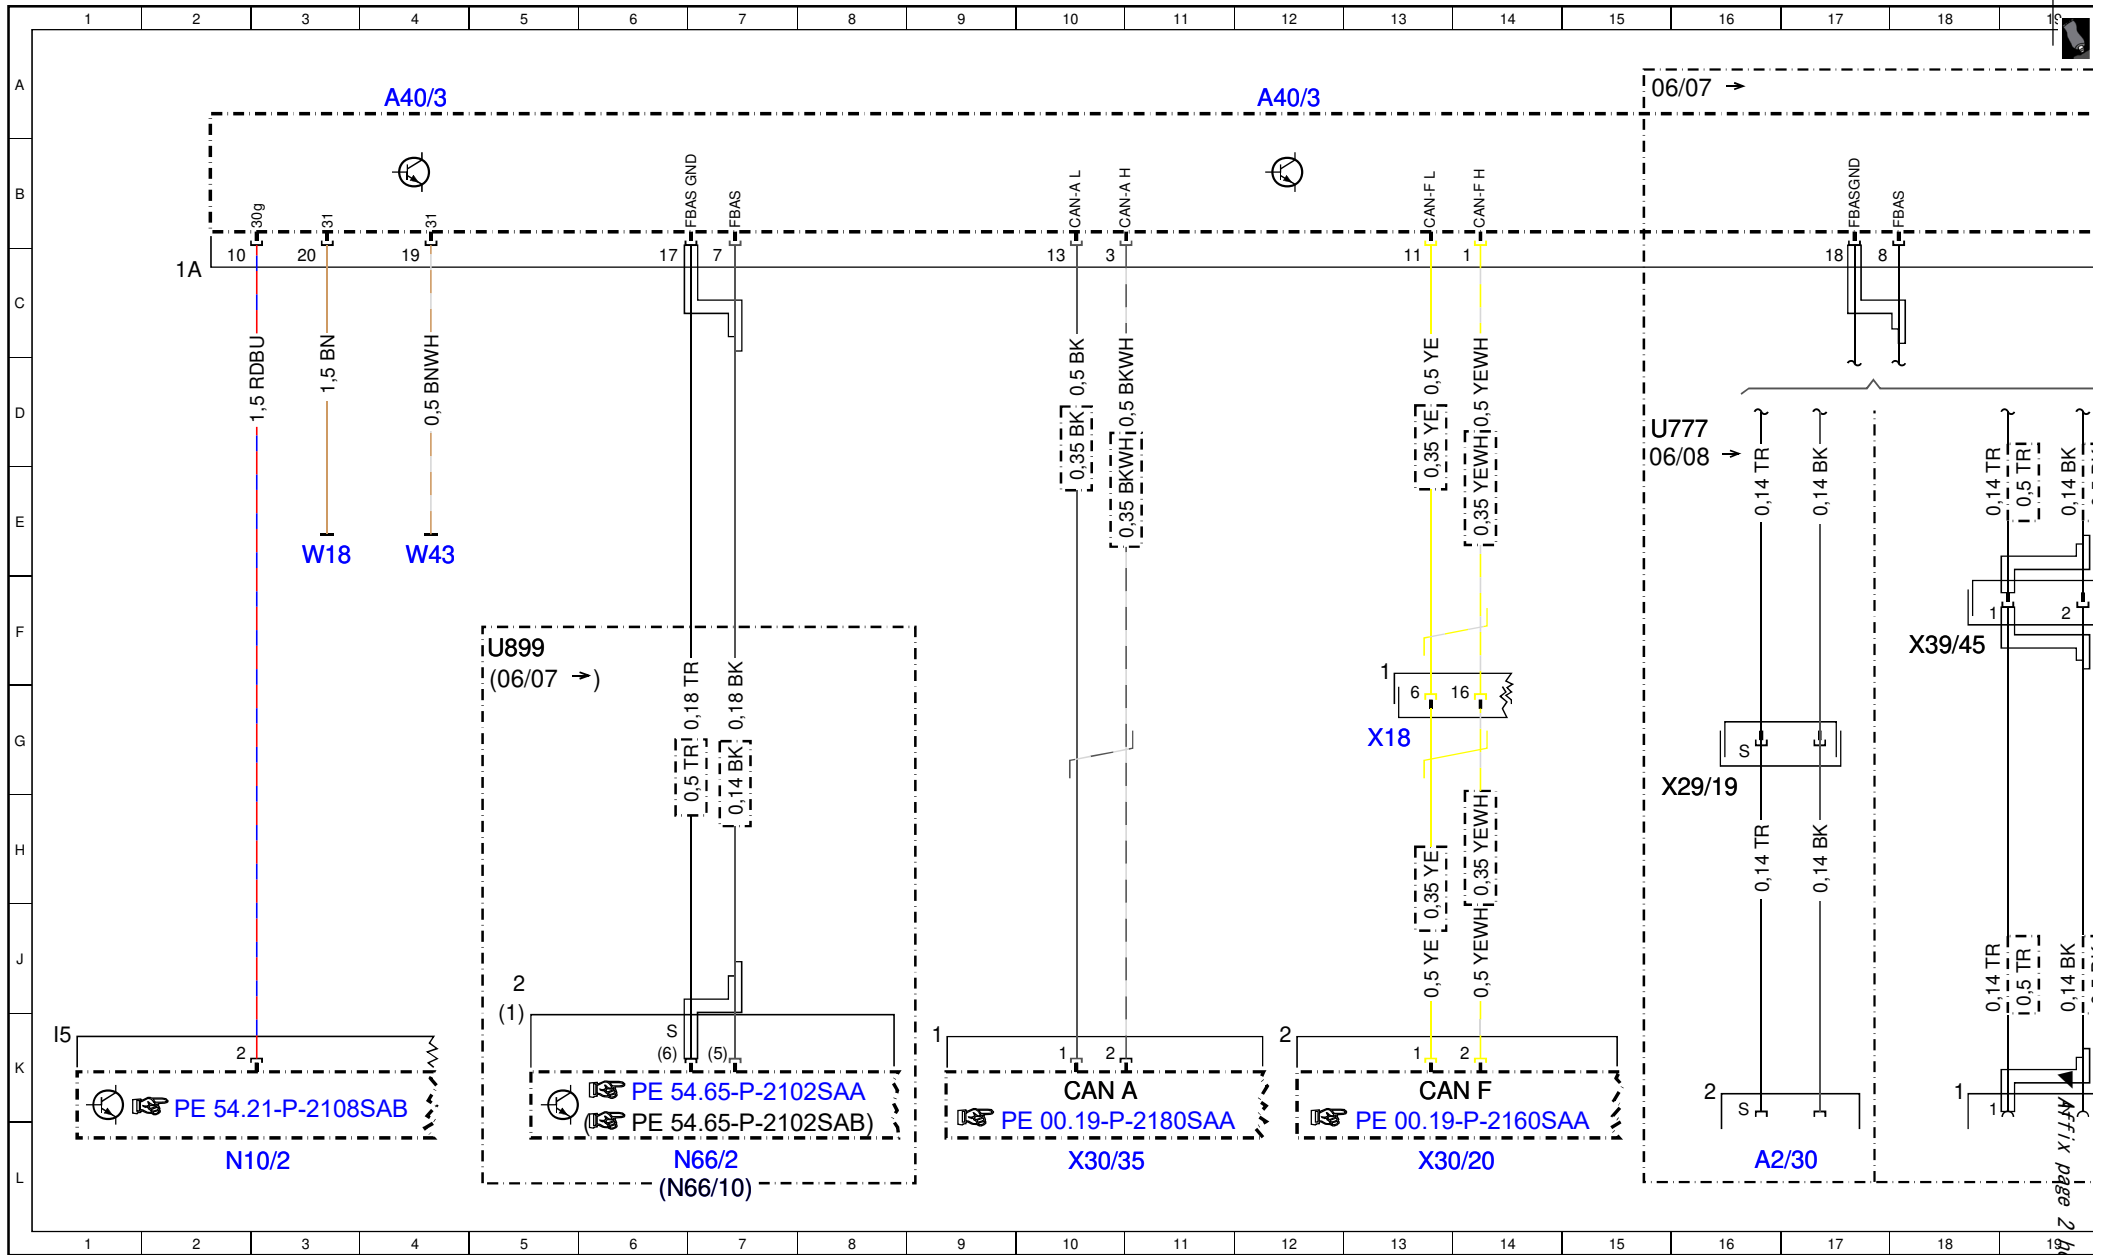 1 2 3 4 5 6 7 8 9 10 11 12 13 14 15 16 17 18 19
A
B
C
D
E
F
G
H
J
K
L
A40/3
A40/3
06/07
30g
31
31
FBAS GND
FBAS
CAN-A L
CAN-A H
CAN-F L
CAN-F H
FBASGND
FBAS
1A
10 20 19 17 7 13 3 11 1 18 8
1,5 RDBU
1,5 BN
0,5 BNWH
0,5 BK
0,35 BK
0,5 BKWH
0,35 BKWH
0,5 YE
0,35 YE
0,5 YEWH
0,35 YEWH
U777
06/08
0,14 TR
0,14 BK
0,14 TR
0,5 TR
0,14 BK
W18
W43
U899
(06/07 )
0,18 TR
0,5 TR
0,18 BK
0,14 BK
1
6 16
X18
1 2
X39/45
S
X29/19
0,35 YE
0,5 YE
0,35 YEWH
0,5 YEWH
0,14 TR
0,14 BK
0,14 TR
0,5 TR
0,14 BK
I5
2
PE 54.21-P-2108SAB
N10/2
2
(1)
S
(6) (5)
PE 54.65-P-2102SAA
( PE 54.65-P-2102SAB)
N66/2
(N66/10)
1
1 2
CAN A
PE 00.19-P-2180SAA
X30/35
2
1 2
CAN F
PE 00.19-P-2160SAA
X30/20
2
S
A2/30
1
1
Affix page 2
1 2 3 4 5 6 7 8 9 10 11 12 13 14 15 16 17 18 19